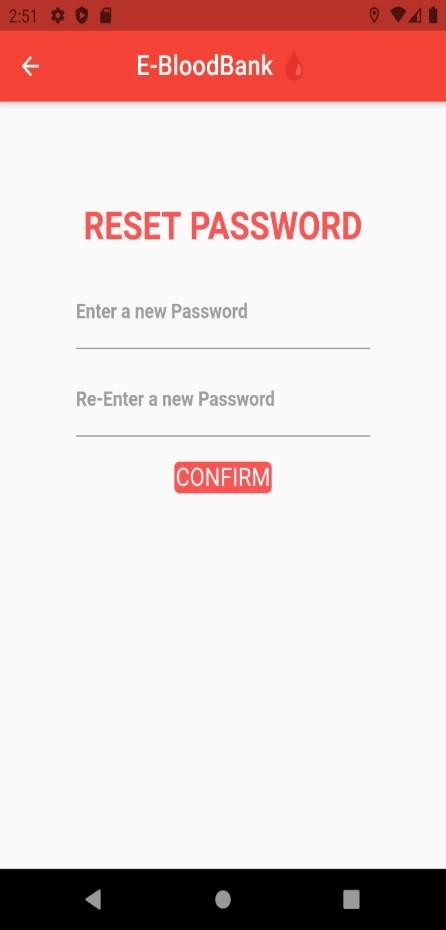 2:51
E-BloodBank
RESET PASSWORD
Enter a new Password
Re-Enter a new Password
CONFIRM